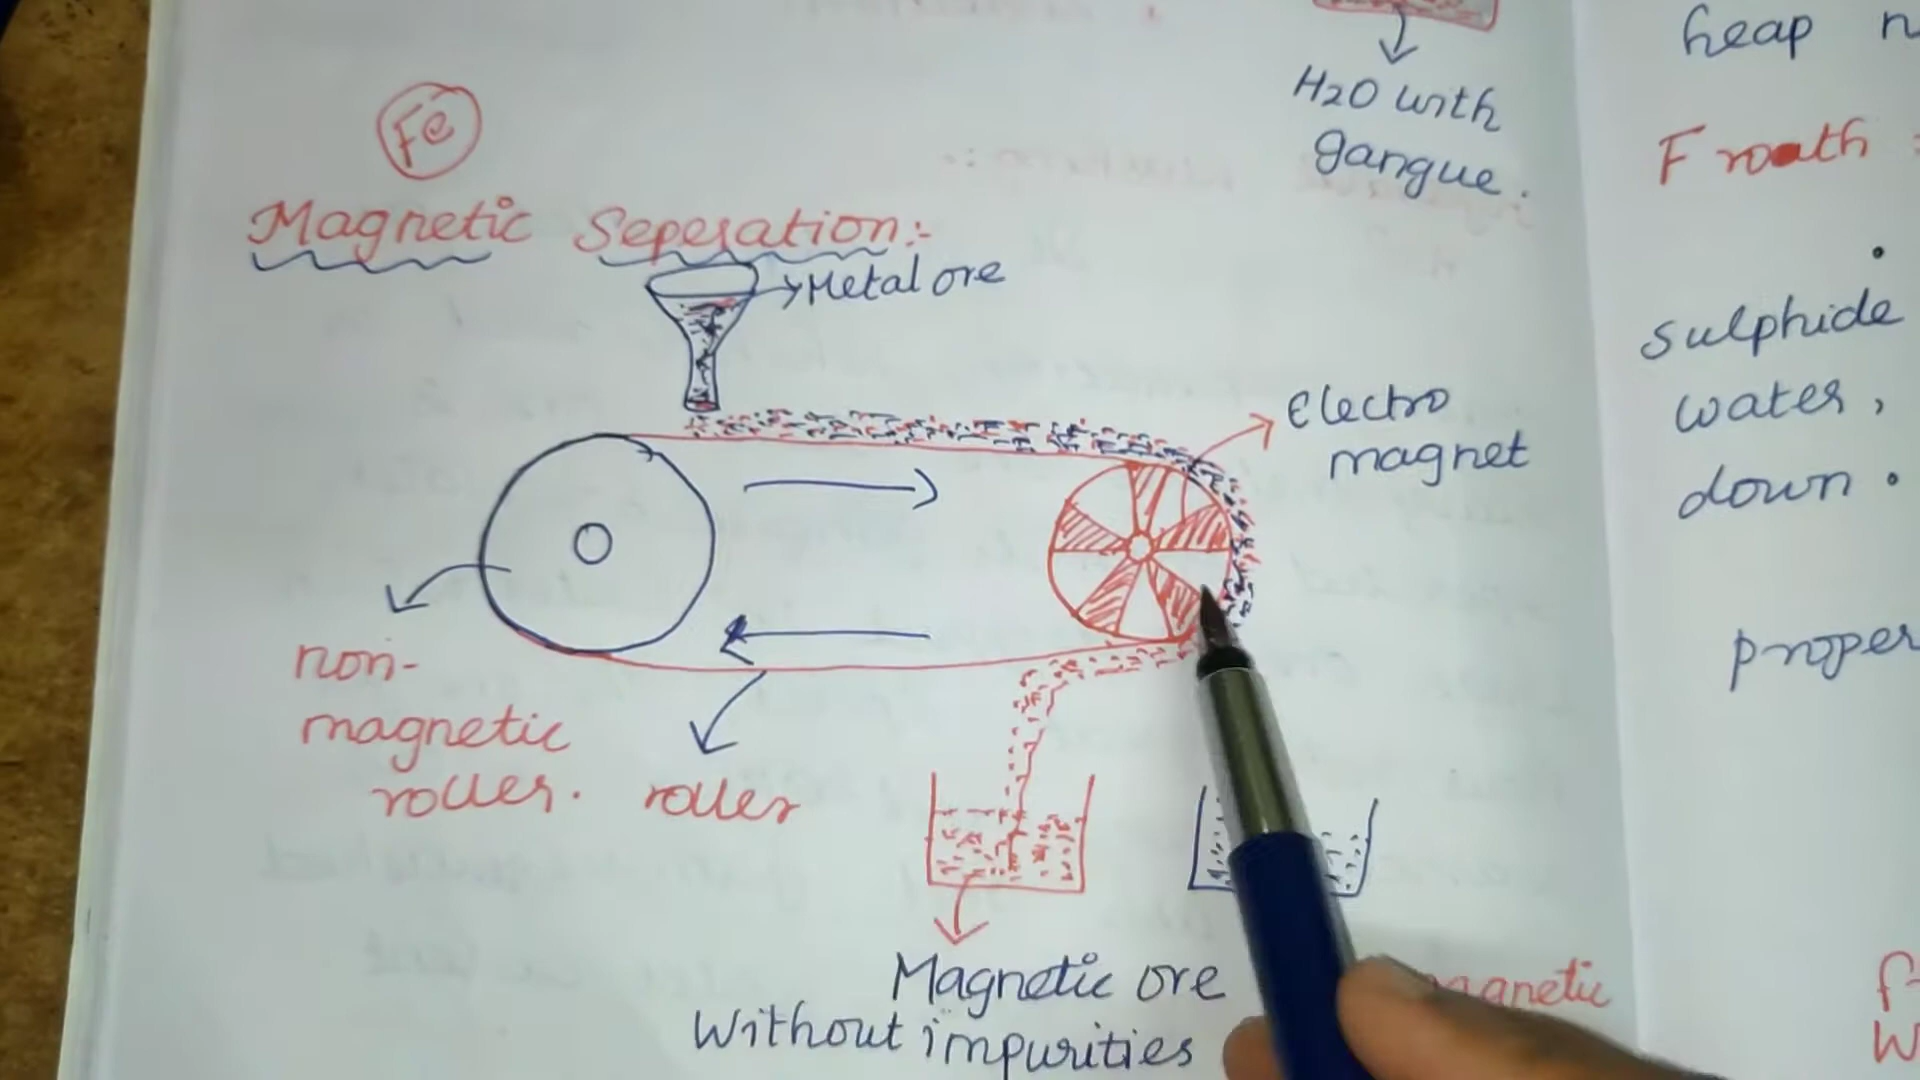 H2O with
gangue.
Fe
Magnetic Seperation:-
Metal ore
Electro
magnet
non-
magnetic
roller.
roller
Magnetic ore
Without impurities
heap
Froath
sulphide
water,
down.